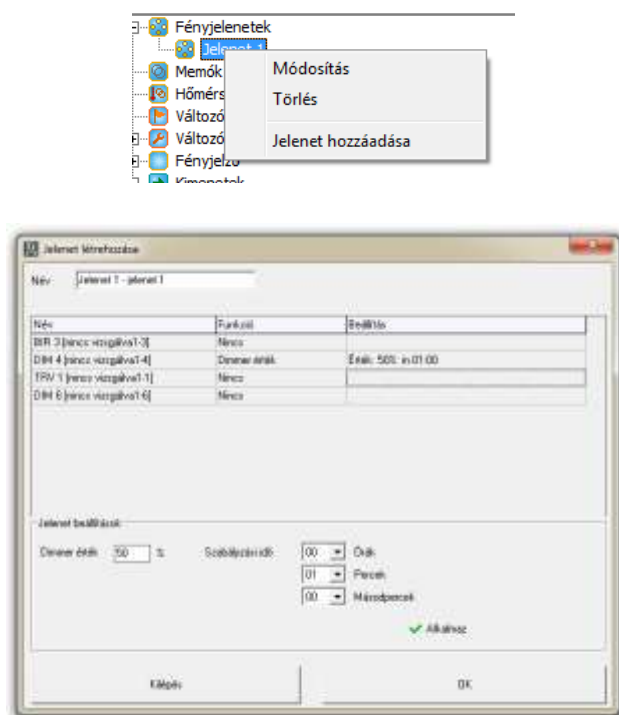 Fényjelenetek
Jelenet 1
Módosítás
Memók
Hőmérs
Törlés
Változó
Változó
Jelenet hozzáadása
Fényjelző
Kimenetek
Jelenet létrehozása
Név
Jelenet 1 - jelenet 1
Név Funkció Beállítás
BIR 3 [nincs vizsgálva1-3] Nincs
DIM 4 [nincs vizsgálva1-4] Dimmer érték Érték: 50% in 01:00
TRV 1 [nincs vizsgálva1-1] Nincs
DIM 6 [nincs vizsgálva1-6] Nincs
Jelenet beállítások
Dimmer érték 50 % Szabályzási idő 00 Órák
01 Percek
00 Másodpercek
Alkalmaz
Kilépés OK